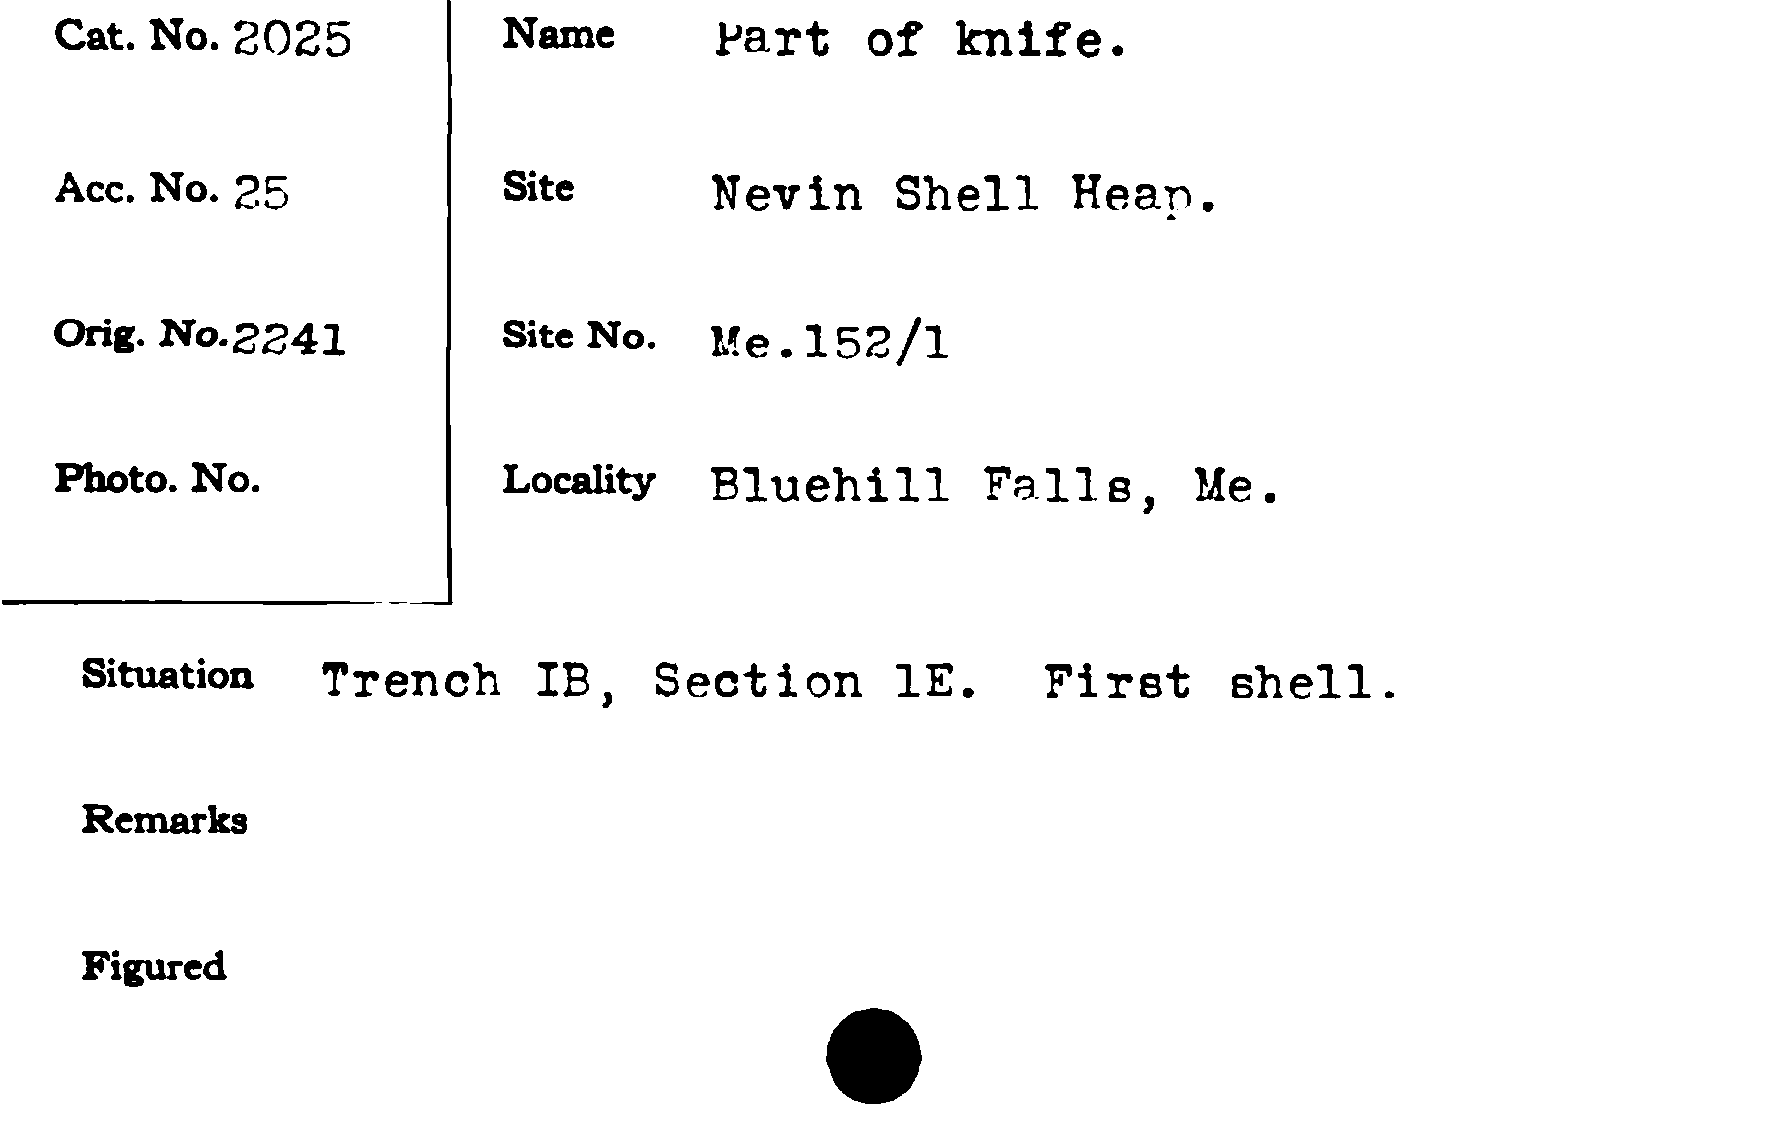 Cat. No. 2025
Name Part of knife.
Acc. No. 25
Site Nevin Shell Heap.
Orig. No. 2241
Site No. Me.152/1
Photo. No.
Locality Bluehill Falls, Me.
Situation Trench IB, Section 1E. First shell.
Remarks
Figured